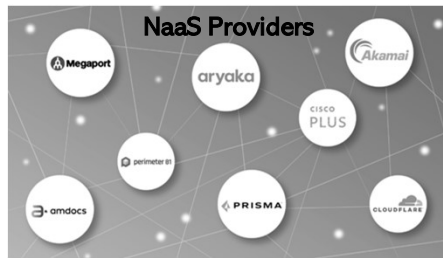 NaaS Providers
Megaport
aryaka
Akamai
CISCO
PLUS
perimeter 81
amdocs
PRISMA
CLOUDFLARE